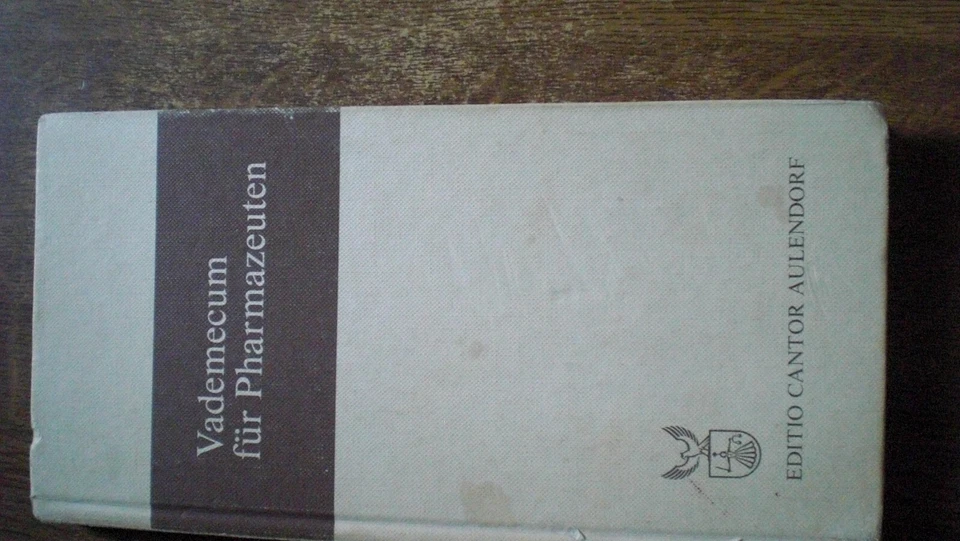 Vademecum
für Pharmazeuten
EDITIO CANTOR AULENDORF